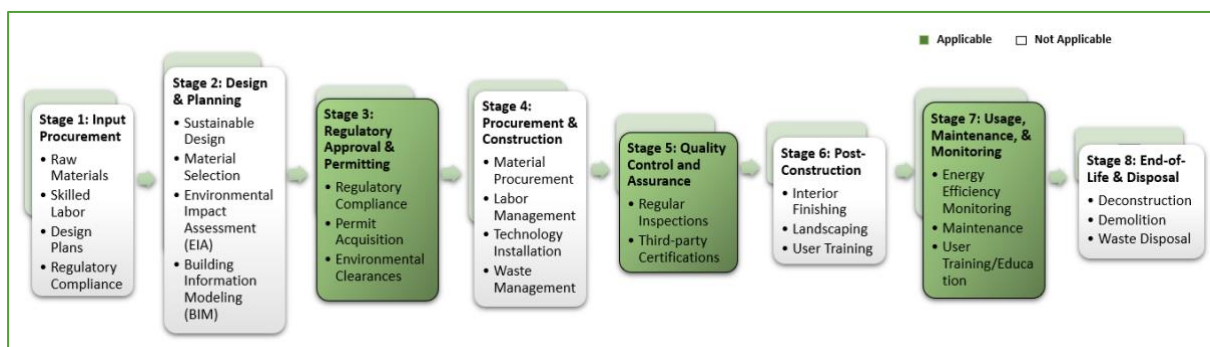 Applicable
Not Applicable
Stage 1: Input
Procurement
• Raw
Materials
• Skilled
Labor
• Design
Plans
• Regulatory
Compliance
Stage 2: Design
& Planning
• Sustainable
Design
• Material
Selection
• Environmental
Impact
Assessment
(EIA)
• Building
Information
Modeling
(BIM)
Stage 3:
Regulatory
Approval &
Permitting
• Regulatory
Compliance
• Permit
Acquisition
• Environmental
Clearances
Stage 4:
Procurement &
Construction
• Material
Procurement
• Labor
Management
• Technology
Installation
• Waste
Management
Stage 5: Quality
Control and
Assurance
• Regular
Inspections
• Third-party
Certifications
Stage 6: Post-
Construction
• Interior
Finishing
• Landscaping
• User Training
Stage 7: Usage,
Maintenance, &
Monitoring
• Energy
Efficiency
Monitoring
• Maintenance
• User
Training/Educa
tion
Stage 8: End-of-
Life & Disposal
• Deconstruction
• Demolition
• Waste Disposal